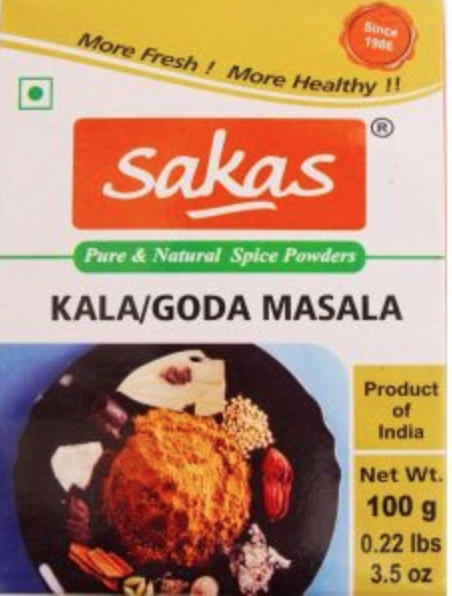 Since
1986
More Fresh ! More Healthy !!
sakas®
Pure & Natural Spice Powders
KALA/GODA MASALA
Product
of
India
Net Wt.
100 g
0.22 lbs
3.5 oz